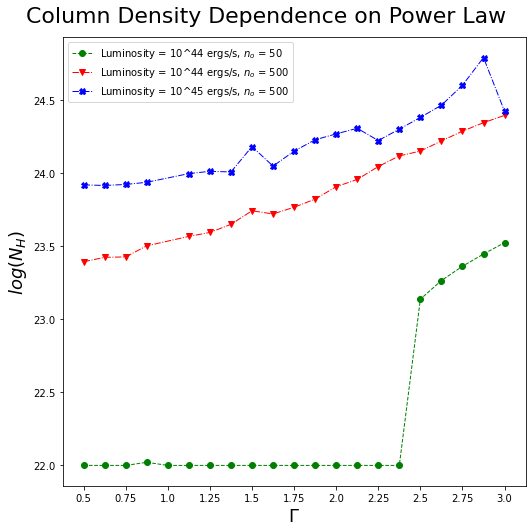 Column Density Dependence on Power Law
Luminosity = 10^44 ergs/s, nₒ = 50
Luminosity = 10^44 ergs/s, nₒ = 500
Luminosity = 10^45 ergs/s, nₒ = 500
24.5
24.0
23.5
23.0
22.5
22.0
log(N_H)
0.5 0.75 1.0 1.25 1.5 1.75 2.0 2.25 2.5 2.75 3.0
Γ